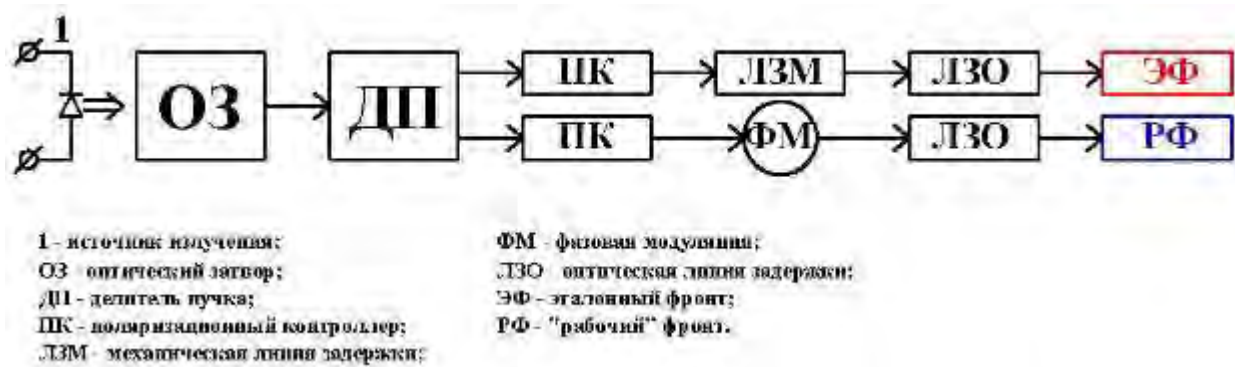 1
ОЗ
ДП
ПК
ЛЗМ
ЛЗО
ЭФ
ПК
ФМ
ЛЗО
РФ
1 - источник излучения;
ОЗ - оптический затвор;
ДП - делитель пучка;
ПК - поляризационный контроллер;
ЛЗМ - механическая линия задержки;
ФМ - фазовая модуляция;
ЛЗО - оптическая линия задержки;
ЭФ - эталонный фронт;
РФ - "рабочий" фронт.